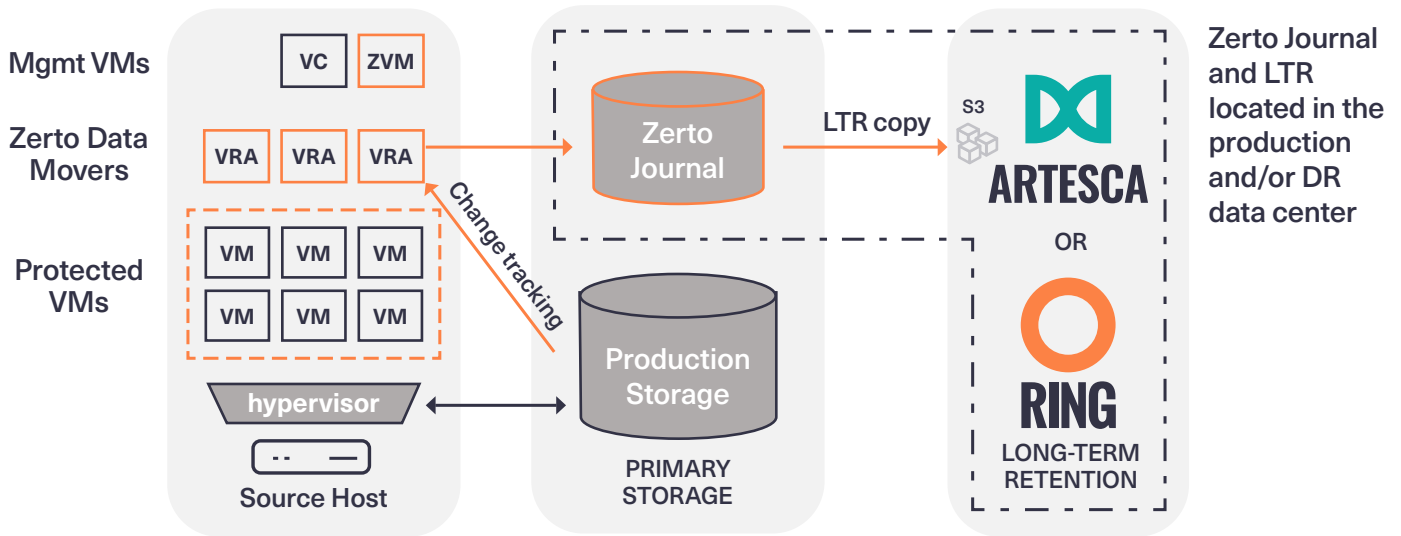 Mgmt VMs
VC
ZVM
Zerto Data
Movers
VRA
VRA
VRA
Protected
VMs
VM
VM
VM
VM
VM
VM
hypervisor
Source Host
Change tracking
Zerto
Journal
Production
Storage
PRIMARY
STORAGE
LTR copy
S3
ARTESCA
OR
RING
LONG-TERM
RETENTION
Zerto Journal
and LTR
located in the
production
and/or DR
data center